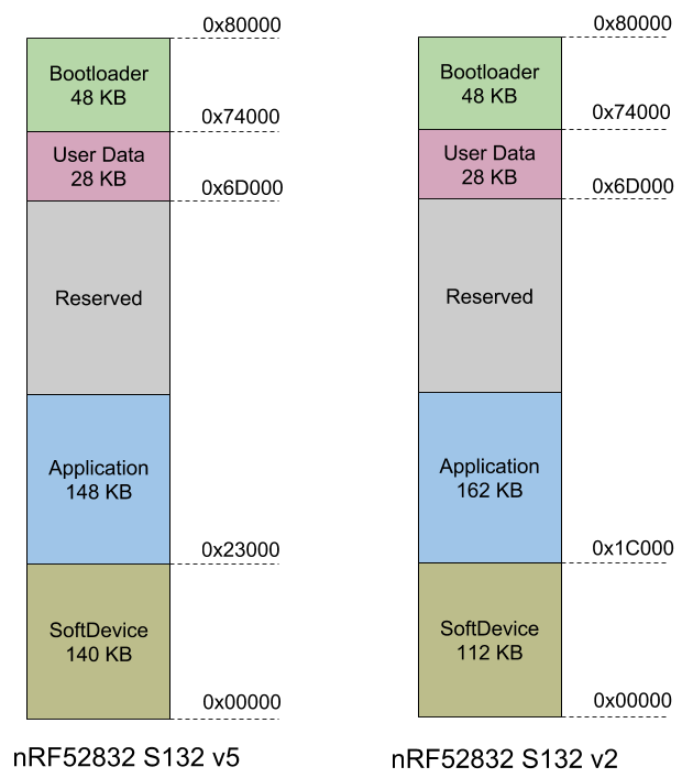 0x80000
Bootloader
48 KB
0x74000
User Data
28 KB
0x6D000
Reserved
Application
148 KB
0x23000
SoftDevice
140 KB
0x00000
nRF52832 S132 v5
0x80000
Bootloader
48 KB
0x74000
User Data
28 KB
0x6D000
Reserved
Application
162 KB
0x1C000
SoftDevice
112 KB
0x00000
nRF52832 S132 v2